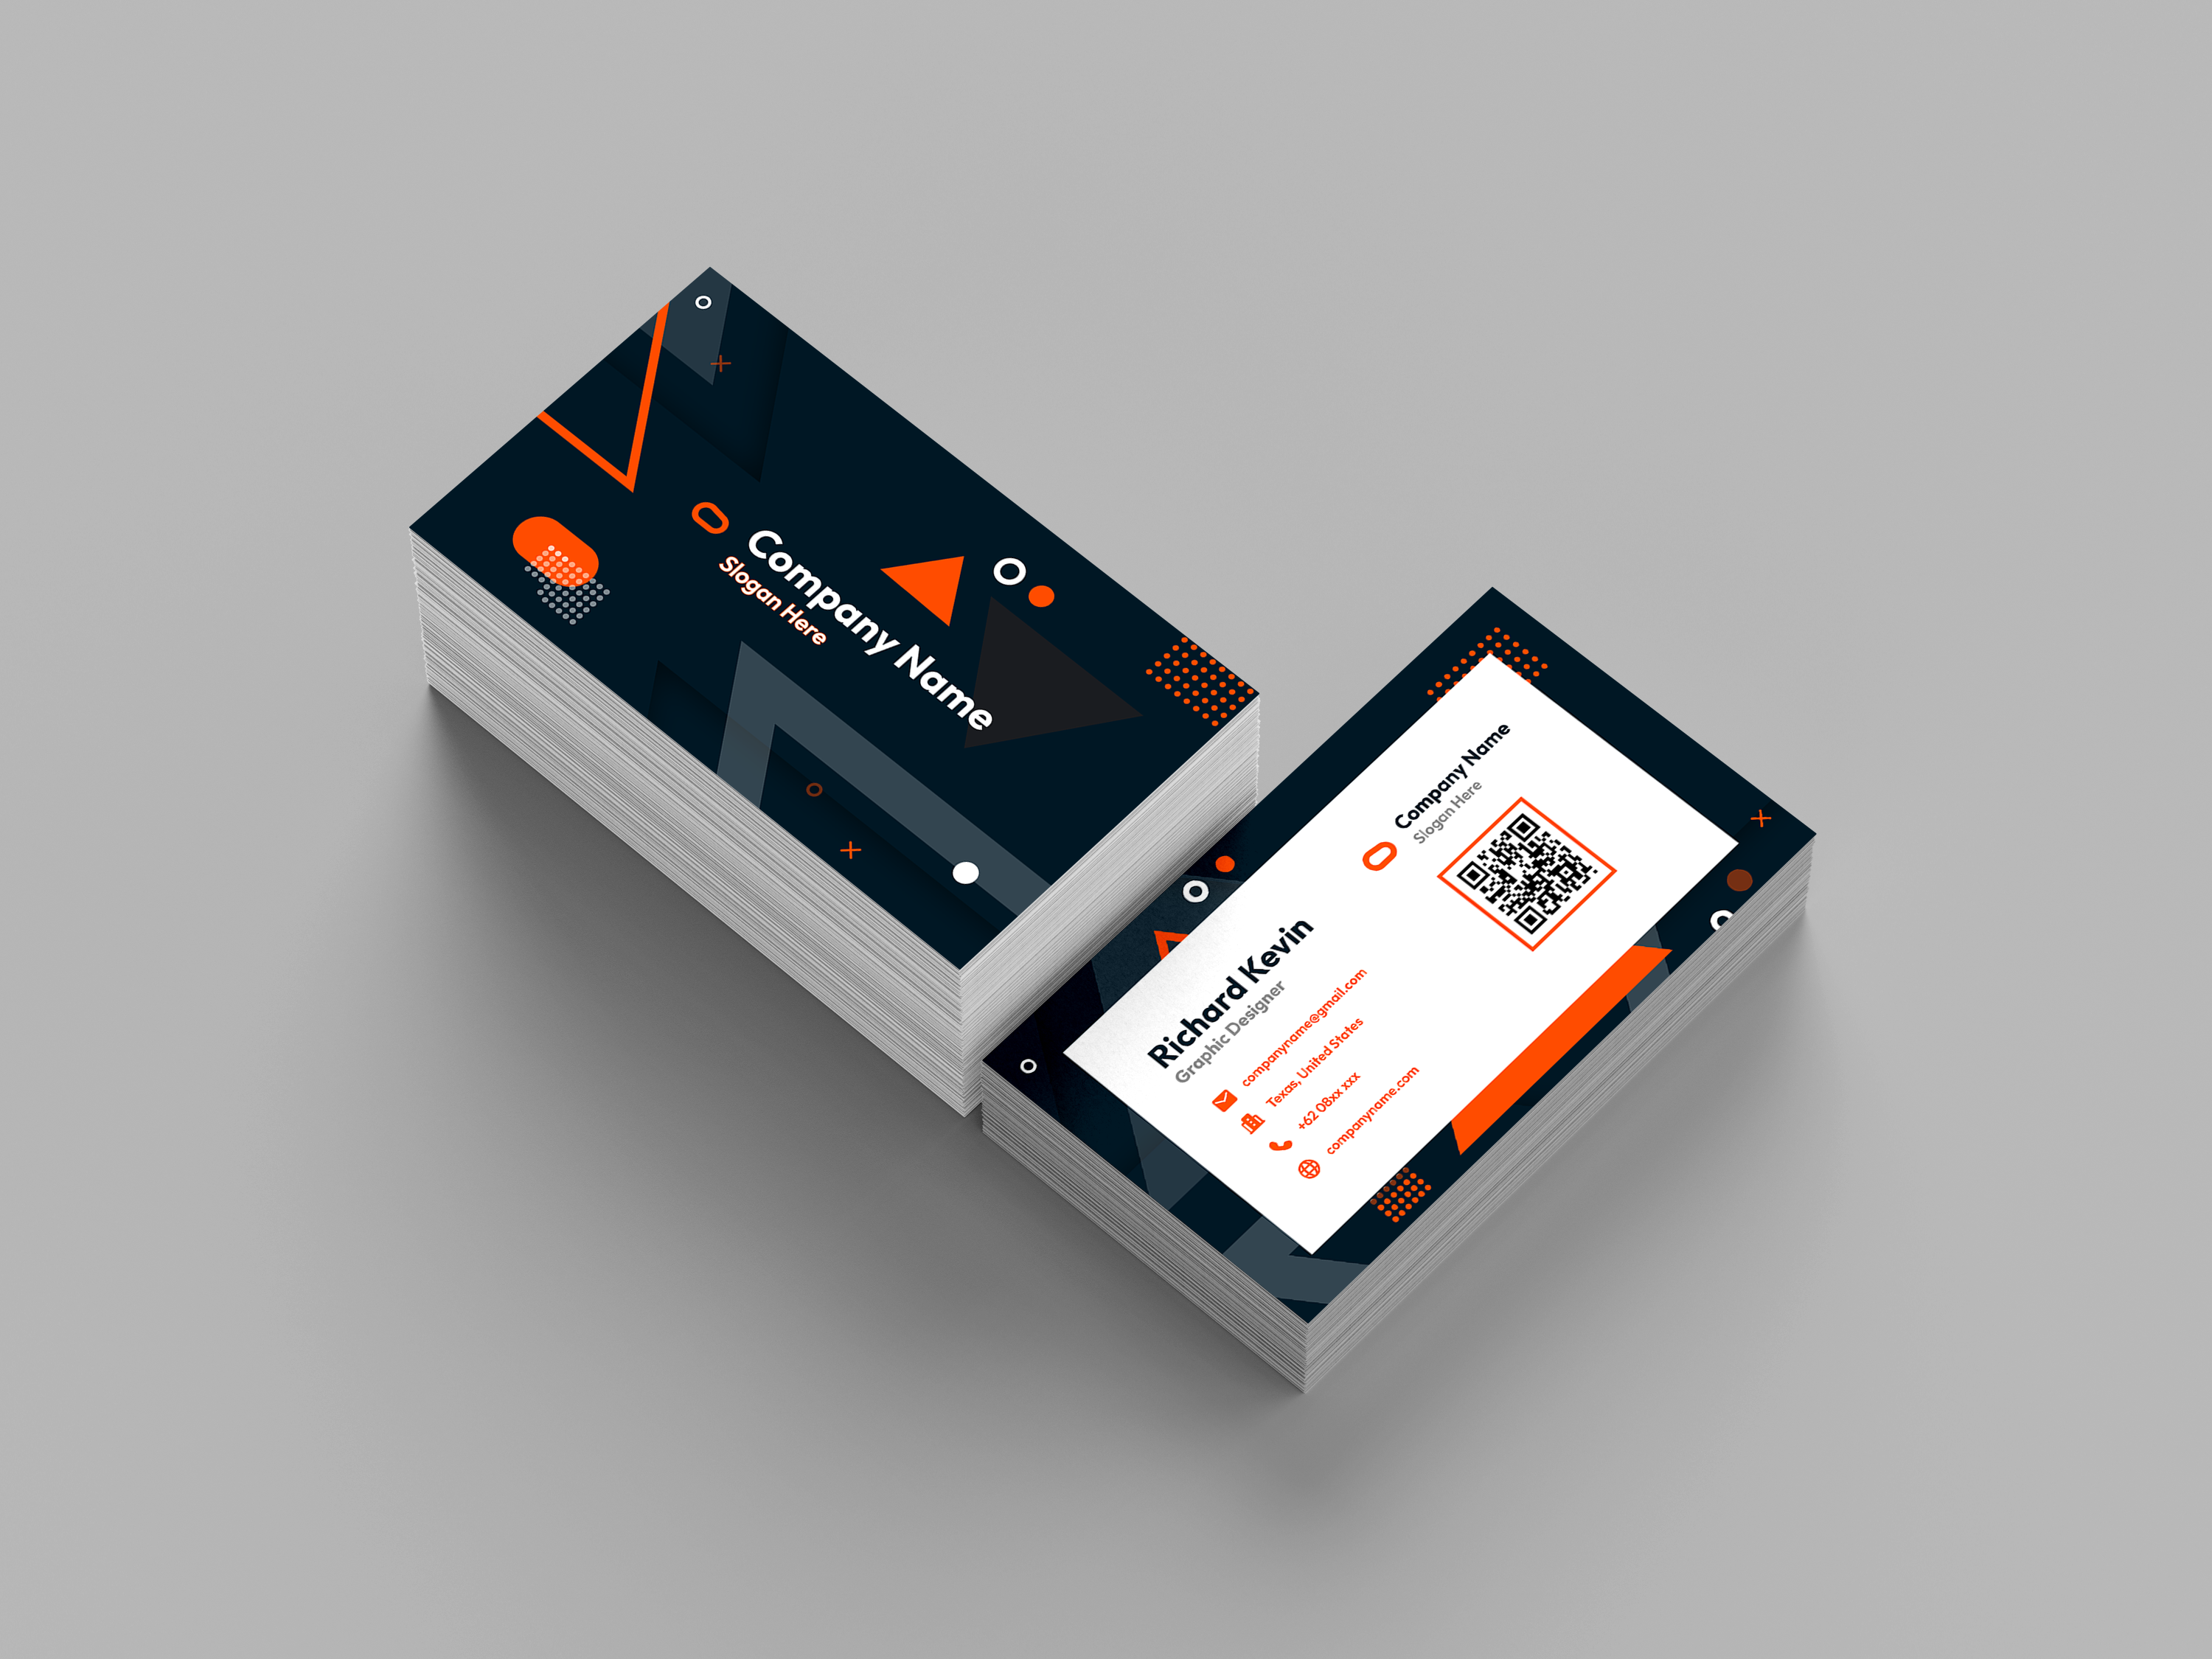 Company Name
Slogan Here
Company Name
Slogan Here
Richard Kevin
Graphic Designer
companyname@gmail.com
Texas, United States
+62 08xx xxx
companyname.com